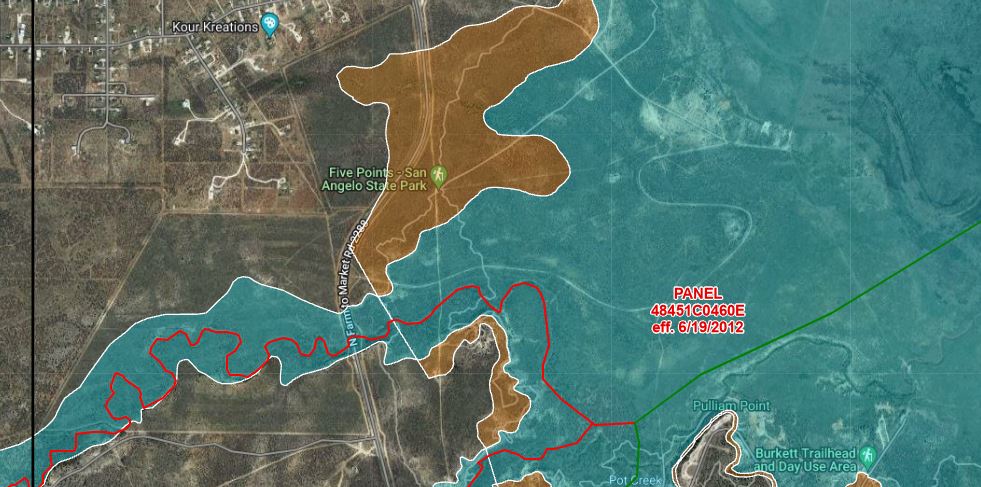 Kour Kreations
Five Points - San
Angelo State Park
N Farm to Market Rd 2288
PANEL
48451C0460E
eff. 6/19/2012
Pulliam Point
Burkett Trailhead
and Day Use Area
Pot Creek